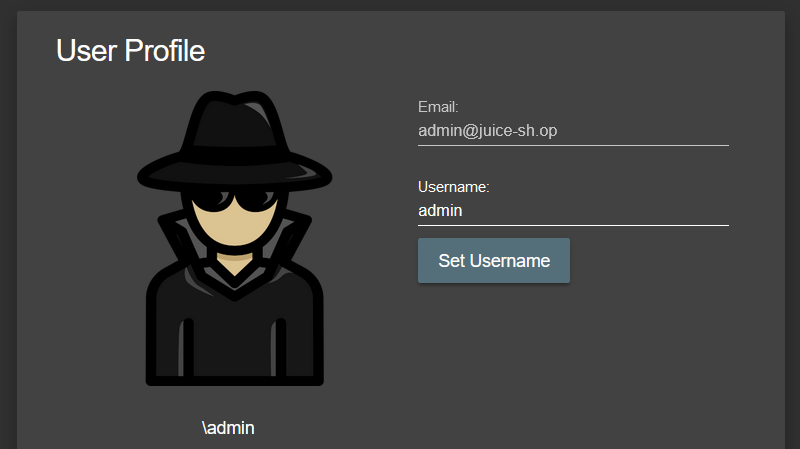 User Profile
Email:
admin@juice-sh.op
Username:
admin
Set Username
\admin